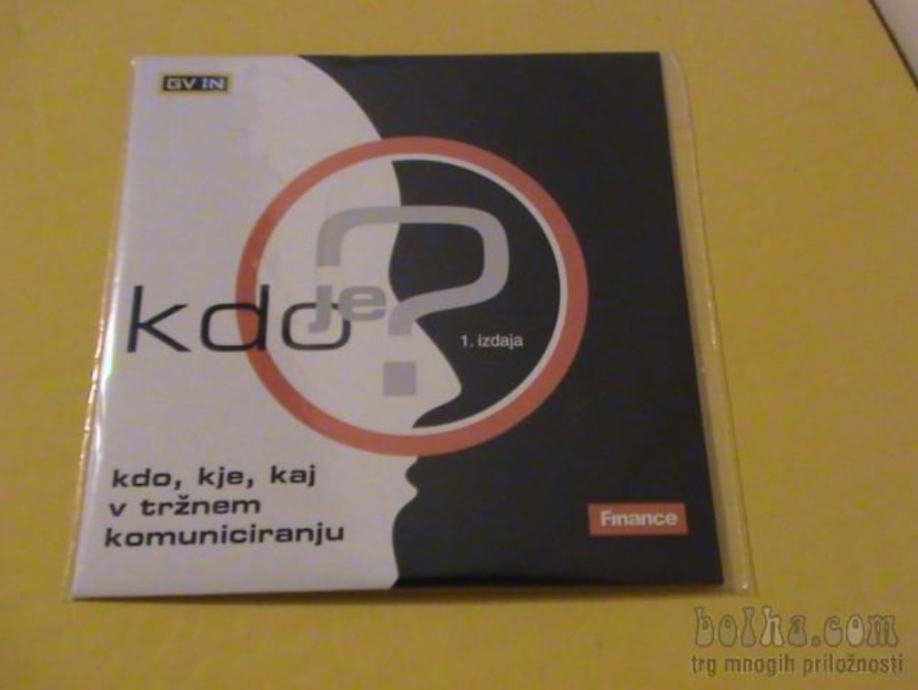 GV IN
kdo je?
1. izdaja
kdo, kje, kaj
v tržnem
komuniciranju
Finance
bolha.com
trg mnogih priložnosti